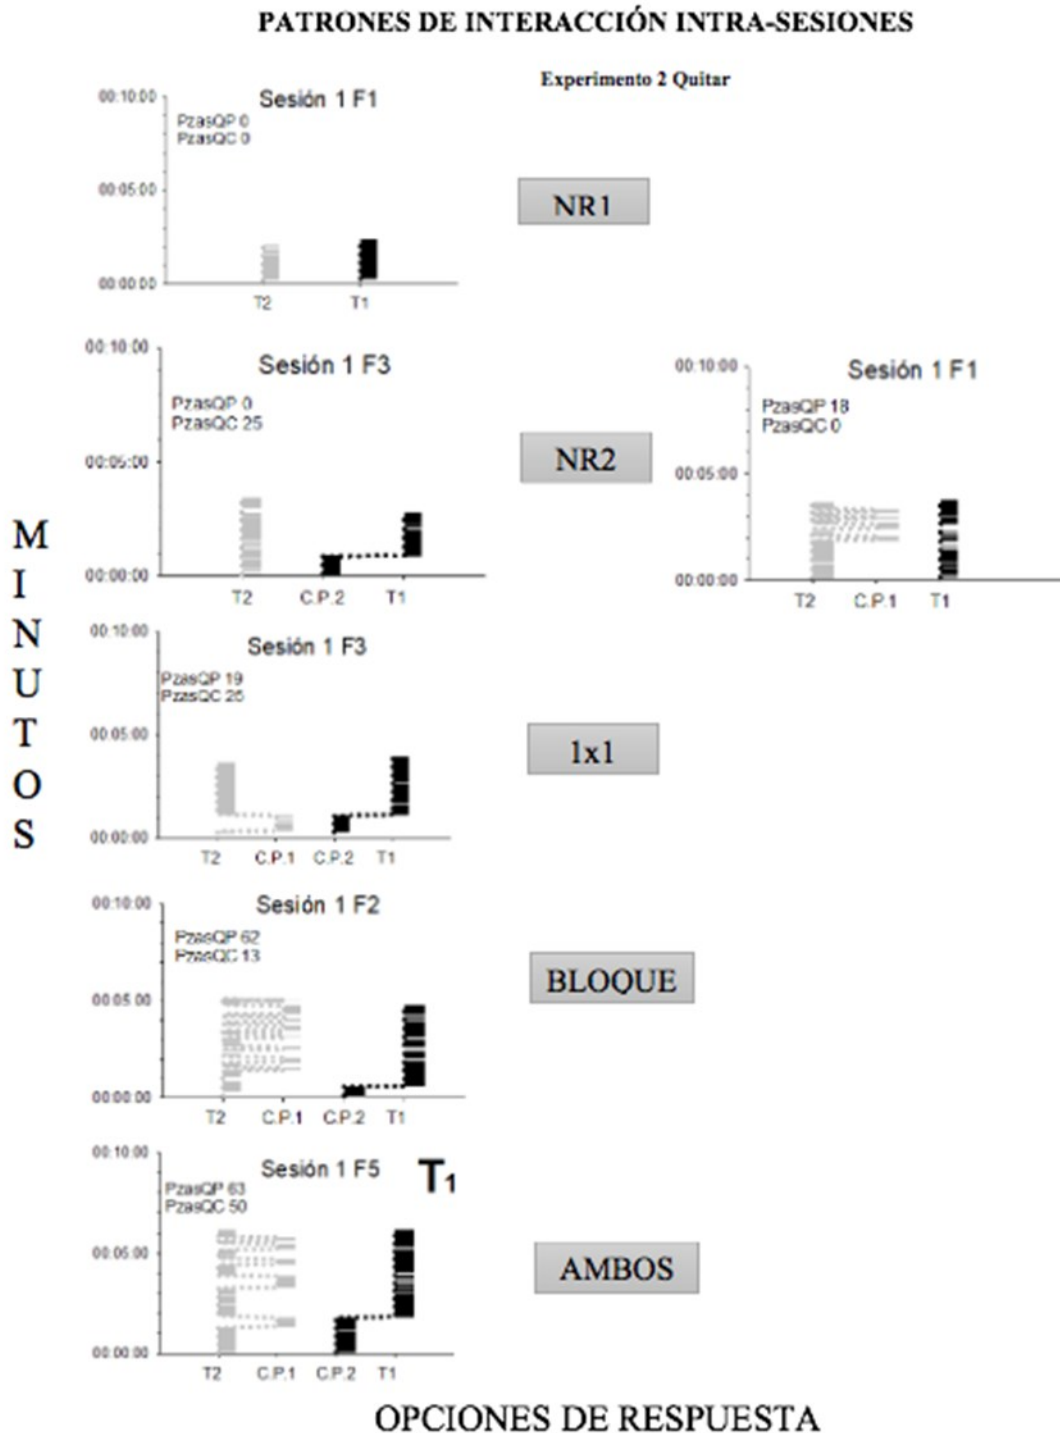 PATRONES DE INTERACCIÓN INTRA-SESIONES
Experimento 2 Quitar
00:10:00
Sesión 1 F1
PzasQP 0
PzasQC 0
00:05:00
00:00:00
T2 T1
NR1
00:10:00
Sesión 1 F3
PzasQP 0
PzasQC 25
00:05:00
00:00:00
T2 C.P.2 T1
NR2
00:10:00
Sesión 1 F1
PzasQP 18
PzasQC 0
00:05:00
00:00:00
T2 C.P.1 T1
MINUTOS
00:10:00
Sesión 1 F3
PzasQP 19
PzasQC
00:05:00
00:00:00
T2 C.P.1 C.P.2 T1
1x1
00:10:00
Sesión 1 F2
PzasQP 62
PzasQC 13
00:05:00
00:00:00
T2 C.P.1 C.P.2 T1
BLOQUE
00:10:00
Sesión 1 F5
T1
PzasQP 63
PzasQC 50
00:05:00
00:00:00
T2 C.P.1 C.P.2 T1
AMBOS
OPCIONES DE RESPUESTA